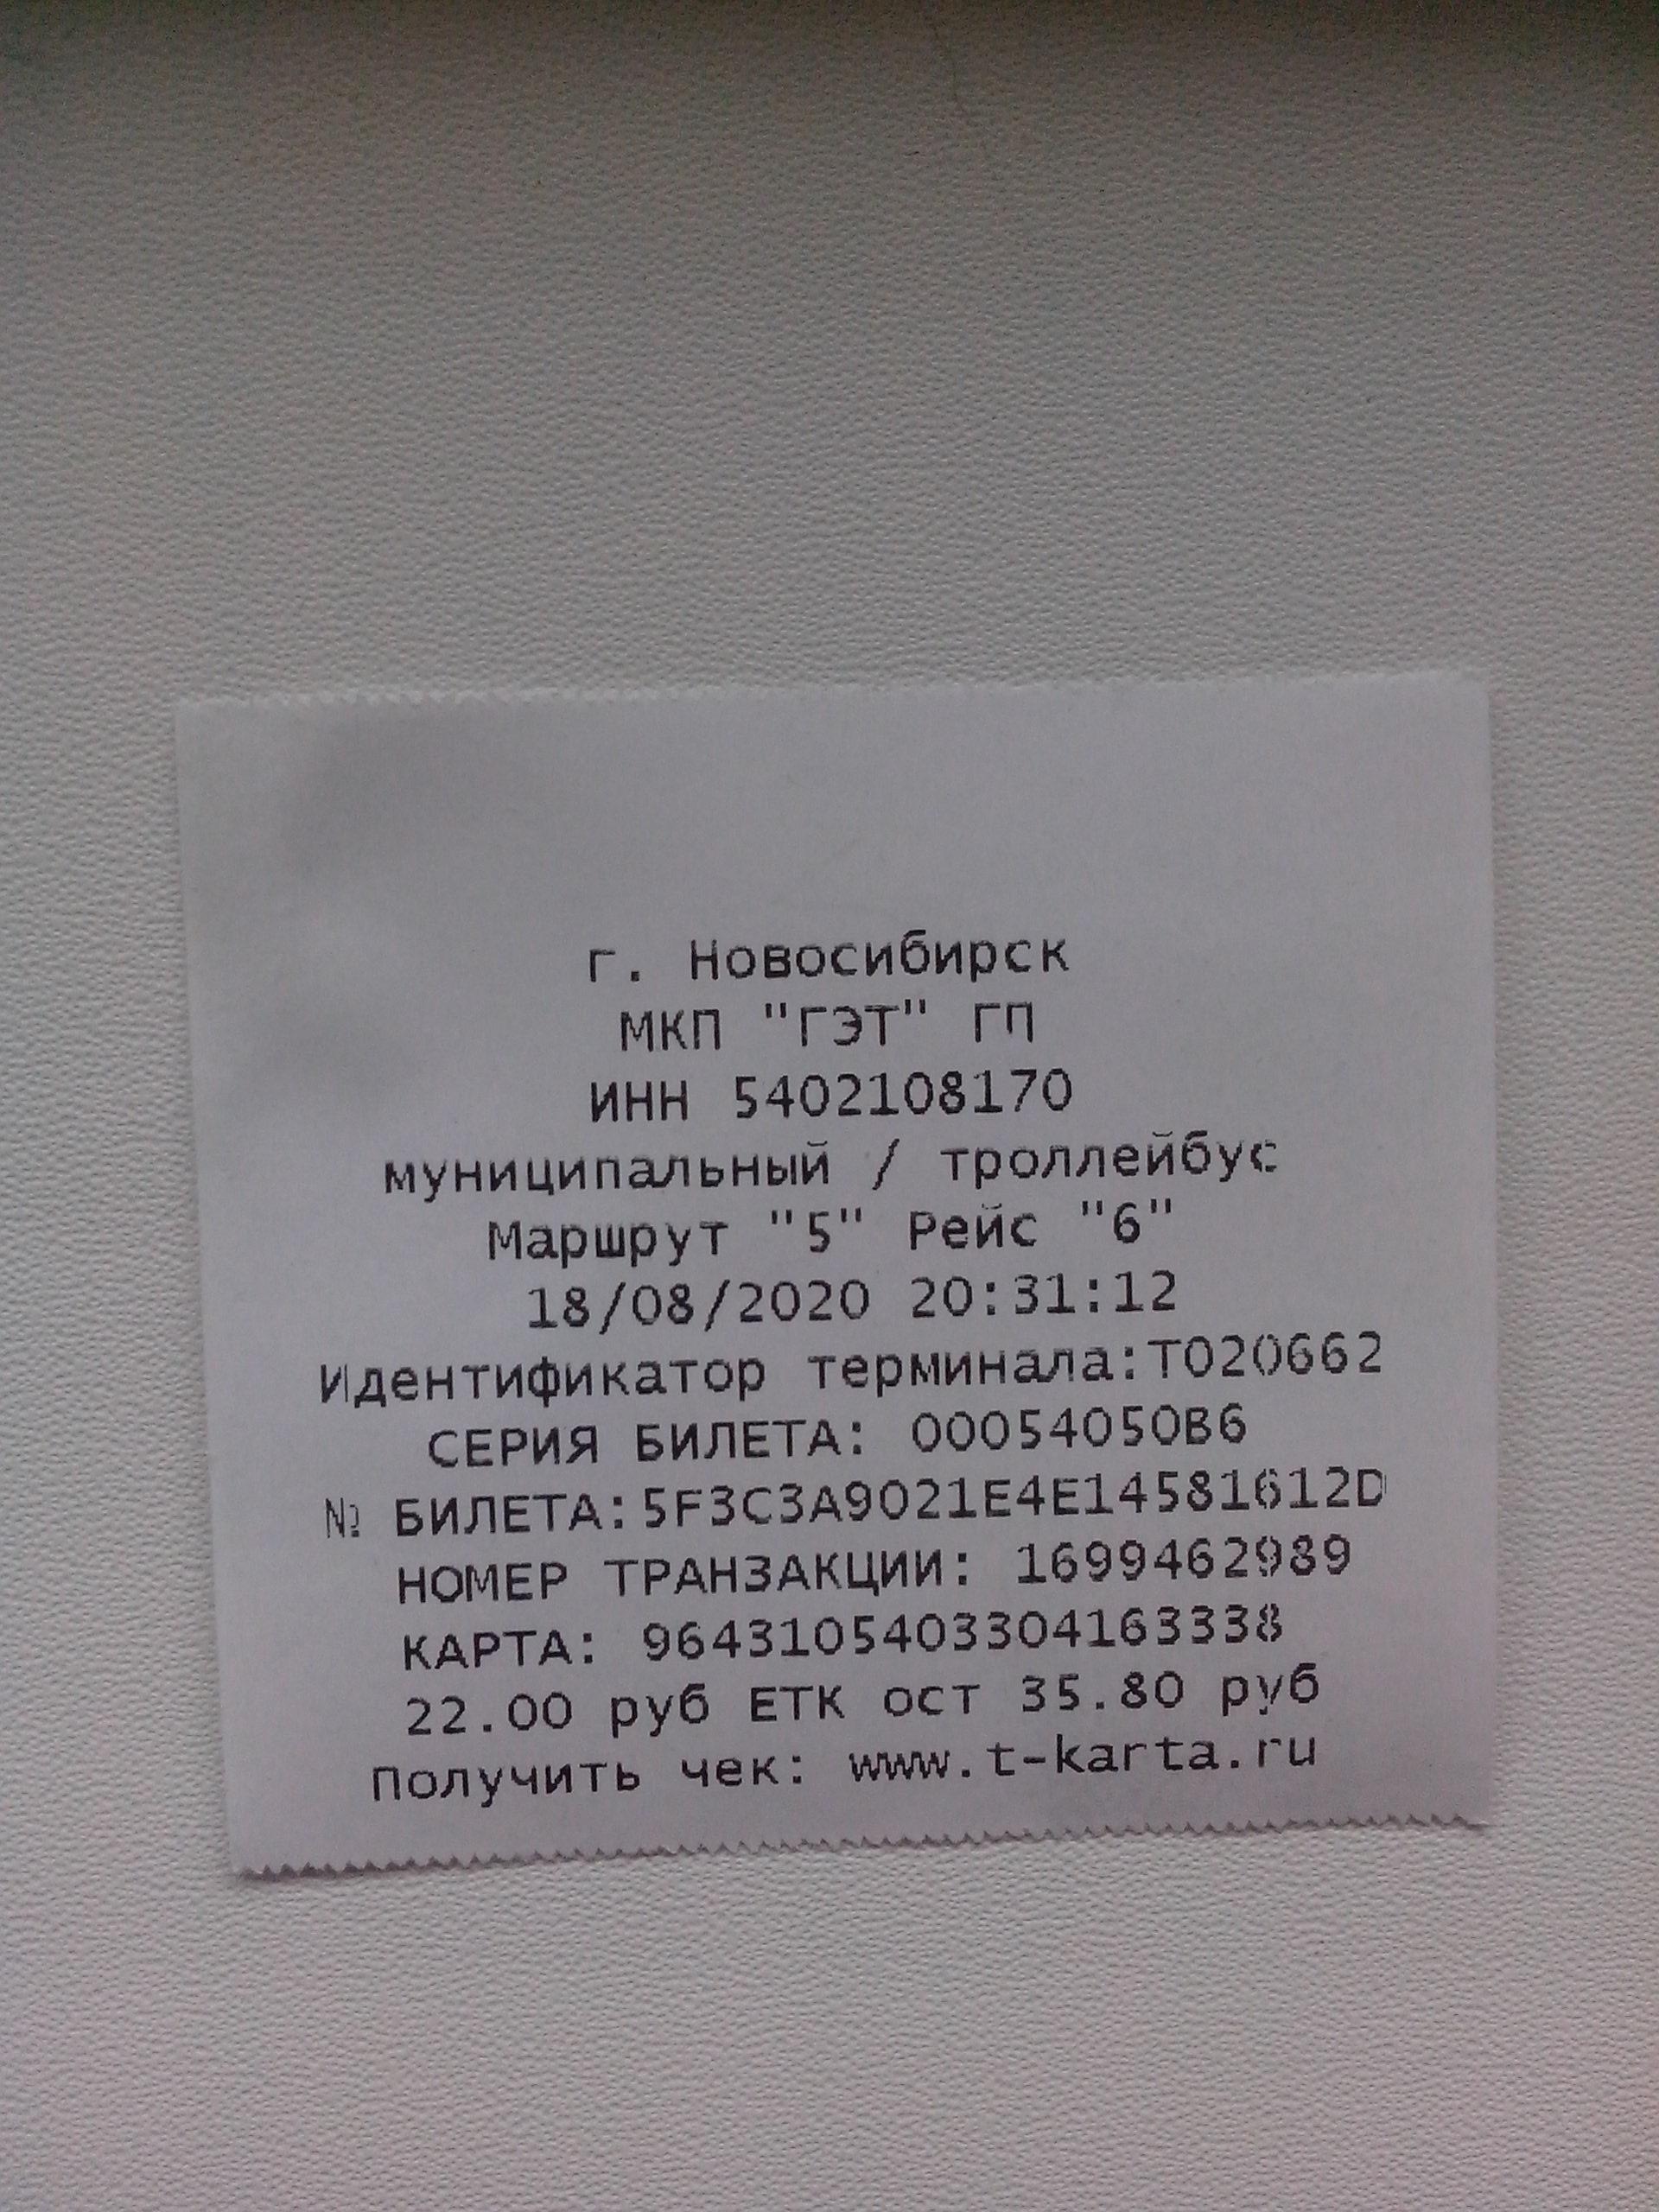 г. Новосибирск
МКП "ГЭТ" ГП
ИНН 5402108170
муниципальный / троллейбус
Маршрут "5" Рейс "6"
18/08/2020 20:31:12
Идентификатор терминала:Т020662
СЕРИЯ БИЛЕТА: 00054050B6
№ БИЛЕТА:5F3C3A9021E4E14581612D
НОМЕР ТРАНЗАКЦИИ: 1699462989
КАРТА: 9643105403304163338
22.00 руб ЕТК ост 35.80 руб
Получить чек: www.t-karta.ru